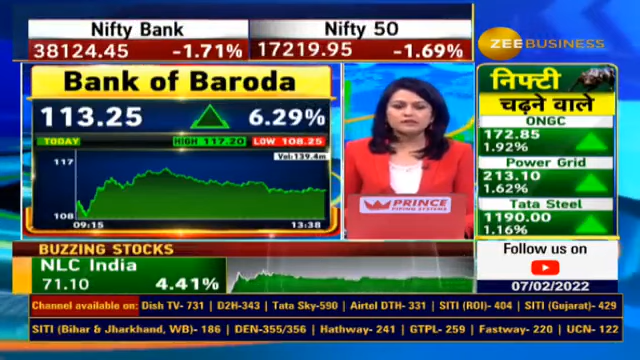 Nifty Bank
38124.45 -1.71%
Nifty 50
17219.95 -1.69%
ZEE BUSINESS
Bank of Baroda
113.25 6.29%
TODAY HIGH 117.20 LOW 108.25
Vol:139.4m
117
108
09:15 13:38
PRINCE
PIPING SYSTEMS
निफ्टी
चढ़ने वाले
ONGC
172.85
1.92%
Power Grid
213.10
1.62%
Tata Steel
1190.00
1.16%
BUZZING STOCKS
NLC India
71.10 4.41%
Follow us on
07/02/2022
Channel available on: Dish TV- 731 | D2H-343 | Tata Sky-590 | Airtel DTH- 331 | SITI (ROI)- 404 | SITI (Gujarat)- 429
SITI (Bihar & Jharkhand, WB)- 186 | DEN-355/356 | Hathway- 241 | GTPL- 259 | Fastway- 220 | UCN- 122